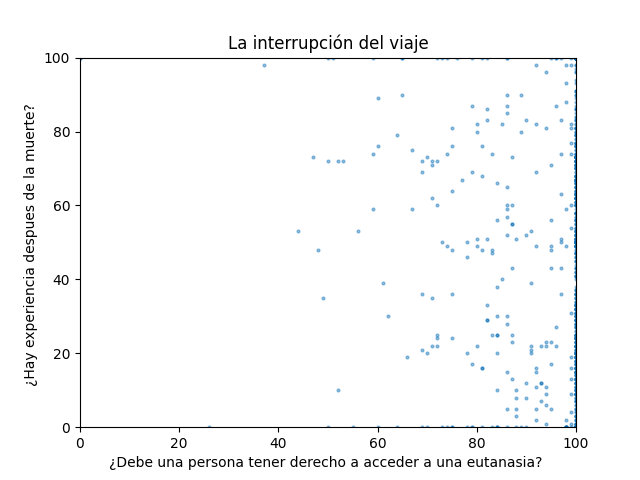 La interrupción del viaje
¿Hay experiencia despues de la muerte?
100
80
60
40
20
0
0 20 40 60 80 100
¿Debe una persona tener derecho a acceder a una eutanasia?